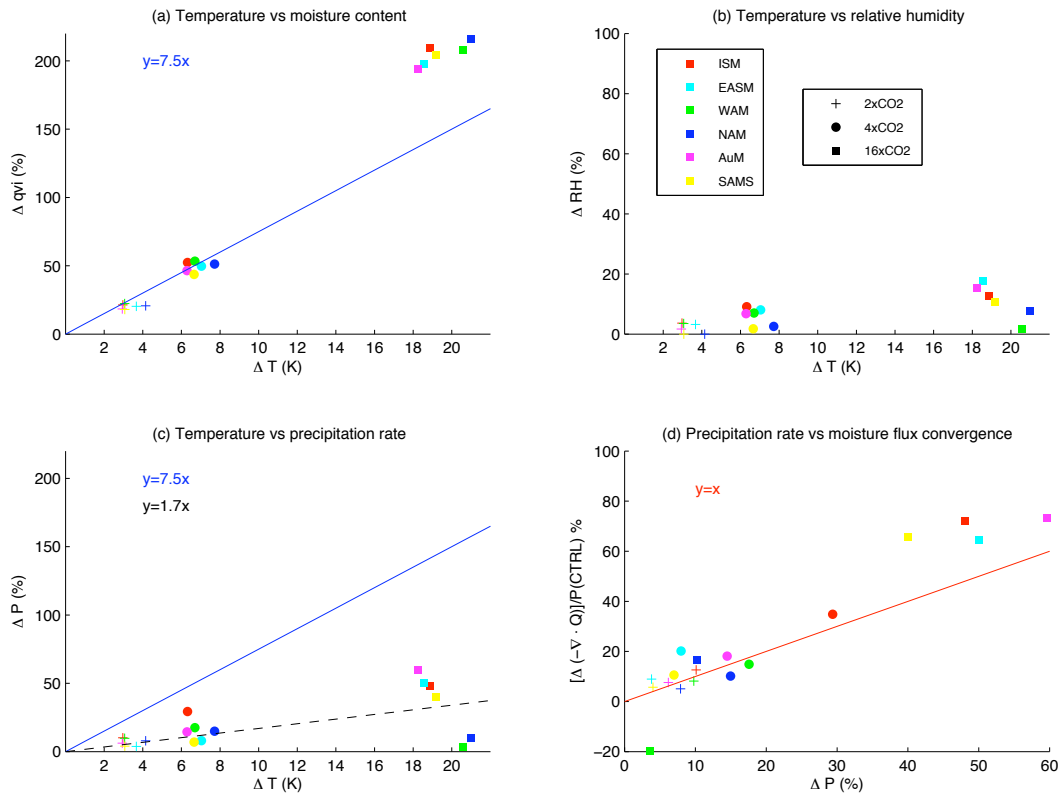 (a) Temperature vs moisture content
y=7.5x
Δ qvi (%)
200
150
100
50
0
2 4 6 8 10 12 14 16 18 20
Δ T (K)
(b) Temperature vs relative humidity
Δ RH (%)
100
80
60
40
20
0
2 4 6 8 10 12 14 16 18 20
Δ T (K)
ISM
EASM
WAM
NAM
AuM
SAMS
2xCO2
4xCO2
16xCO2
(c) Temperature vs precipitation rate
y=7.5x
y=1.7x
Δ P (%)
200
150
100
50
0
2 4 6 8 10 12 14 16 18 20
Δ T (K)
(d) Precipitation rate vs moisture flux convergence
y=x
[Δ (−∇ · Q)]/P(CTRL) %
100
80
60
40
20
0
−20
0 10 20 30 40 50 60
Δ P (%)